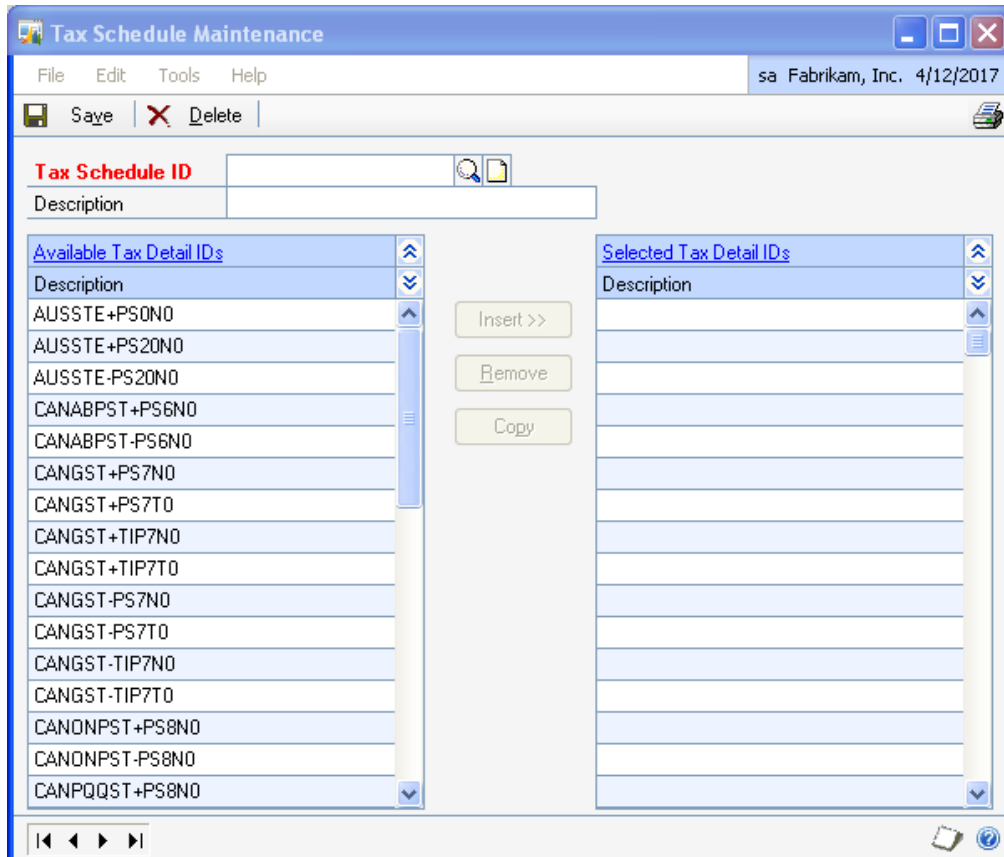 Tax Schedule Maintenance
File Edit Tools Help sa Fabrikam, Inc. 4/12/2017
Save Delete
Tax Schedule ID
Description
Available Tax Detail IDs Selected Tax Detail IDs
Description Description
AUSSTE+PS0N0
AUSSTE+PS20N0
AUSSTE-PS20N0
CANABPST+PS6N0
CANABPST-PS6N0
CANGST+PS7N0
CANGST+PS7T0
CANGST+TIP7N0
CANGST+TIP7T0
CANGST-PS7N0
CANGST-PS7T0
CANGST-TIP7N0
CANGST-TIP7T0
CANONPST+PS8N0
CANONPST-PS8N0
CANPQQST+PS8N0
Insert >>
Remove
Copy